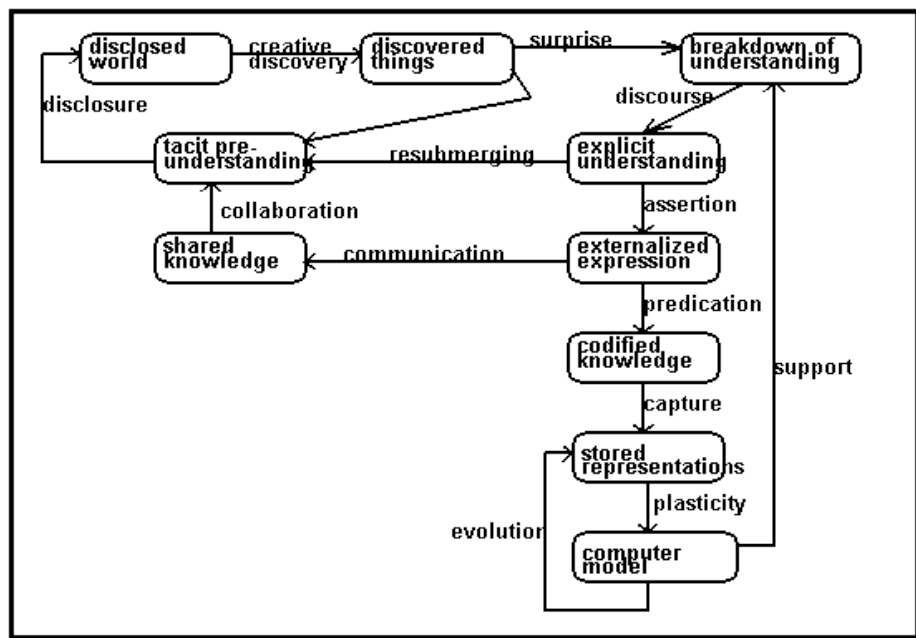 disclosed
world
creative
discovery
discovered
things
surprise
breakdown of
understanding
disclosure
discourse
tacit pre-
understanding
resubmerging
explicit
understanding
collaboration
assertion
shared
knowledge
communication
externalized
expression
predication
codified
knowledge
support
capture
stored
representations
evolution
plasticity
computer
model